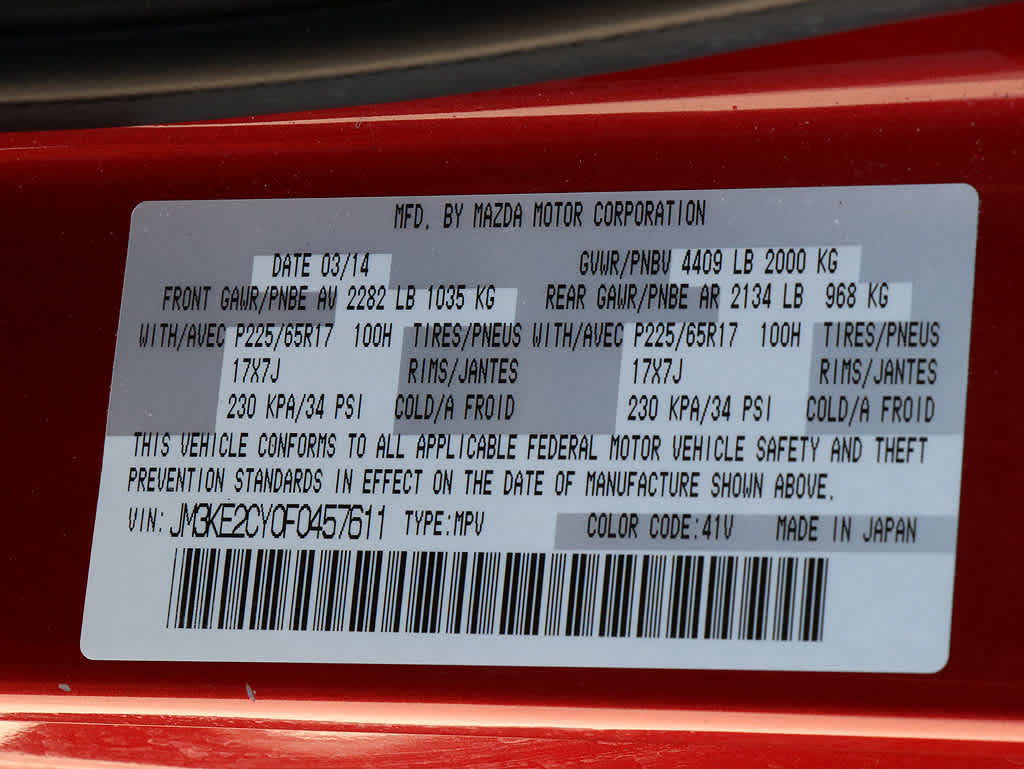 MFD. BY MAZDA MOTOR CORPORATION
DATE 03/14 GVWR/PNBV 4409 LB 2000 KG
FRONT GAWR/PNBE AV 2282 LB 1035 KG REAR GAWR/PNBE AR 2134 LB 968 KG
WITH/AVEC P225/65R17 100H TIRES/PNEUS WITH/AVEC P225/65R17 100H TIRES/PNEUS
17X7J RIMS/JANTES 17X7J RIMS/JANTES
230 KPA/34 PSI COLD/A FROID 230 KPA/34 PSI COLD/A FROID
THIS VEHICLE CONFORMS TO ALL APPLICABLE FEDERAL MOTOR VEHICLE SAFETY AND THEFT
PREVENTION STANDARDS IN EFFECT ON THE DATE OF MANUFACTURE SHOWN ABOVE.
VIN: JM3KE2CY0F0457611 TYPE:MPV COLOR CODE:41V MADE IN JAPAN